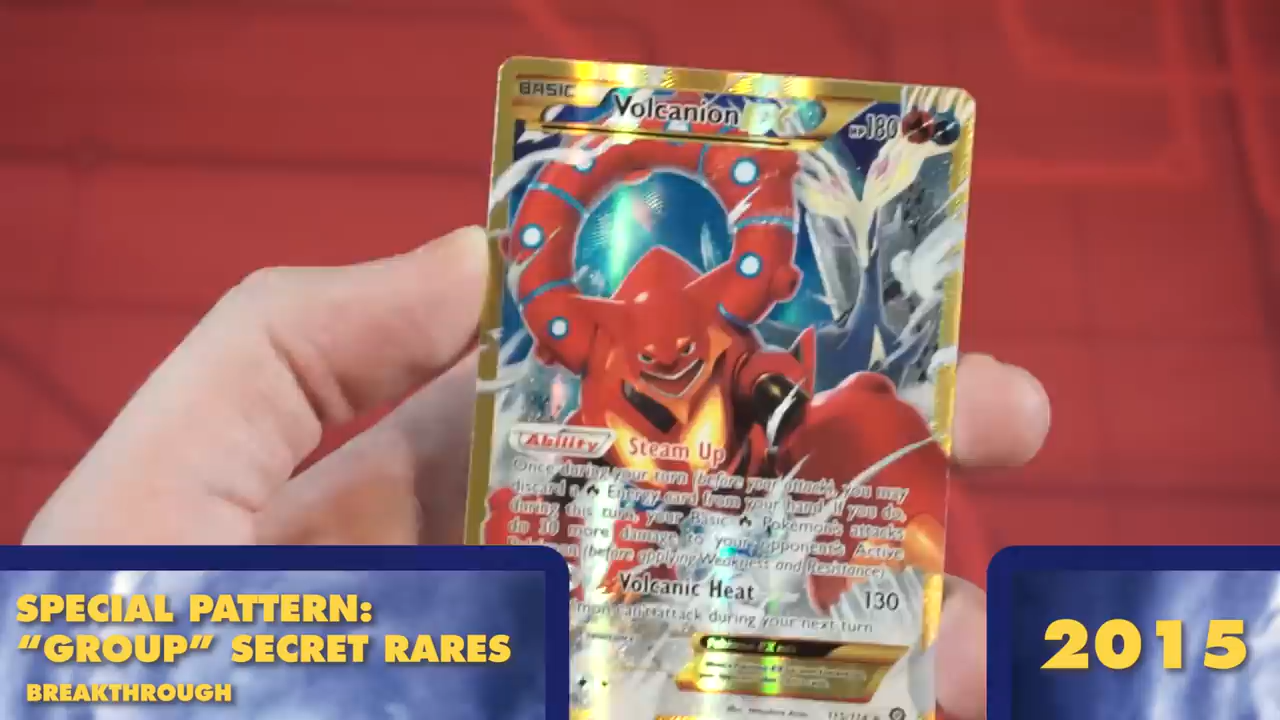 BASIC
Volcanion EX
HP180
Ability Steam Up
Once during your turn (before your attack), you may
discard a Energy card from your hand. If you do,
during this turn, your Basic Pokémon's attacks
do 30 more damage to your opponent's Active
Pokémon (before applying Weakness and Resistance).
Volcanic Heat 130
can't attack during your next turn
SPECIAL PATTERN:
“GROUP” SECRET RARES
BREAKTHROUGH
2015